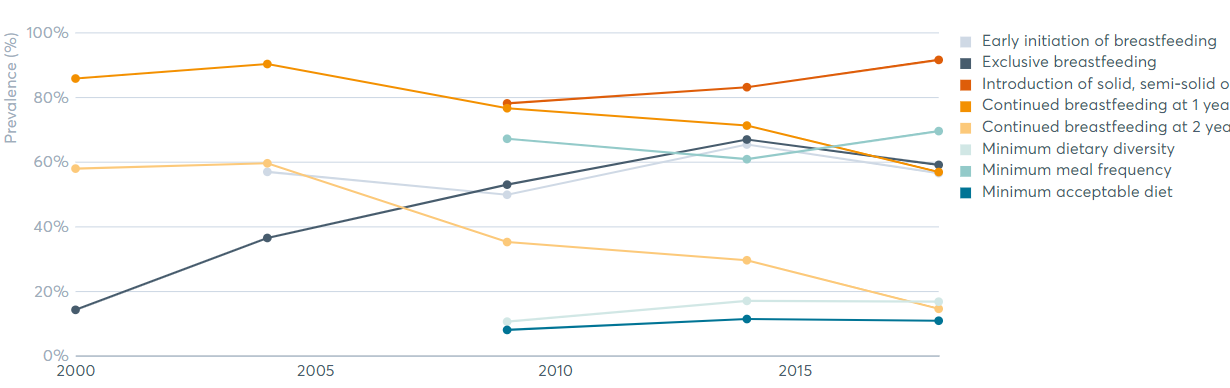 Prevalence (%)
100%
80%
60%
40%
20%
0%
2000
2005
2010
2015
Early initiation of breastfeeding
Exclusive breastfeeding
Introduction of solid, semi-solid o
Continued breastfeeding at 1 yea
Continued breastfeeding at 2 yea
Minimum dietary diversity
Minimum meal frequency
Minimum acceptable diet